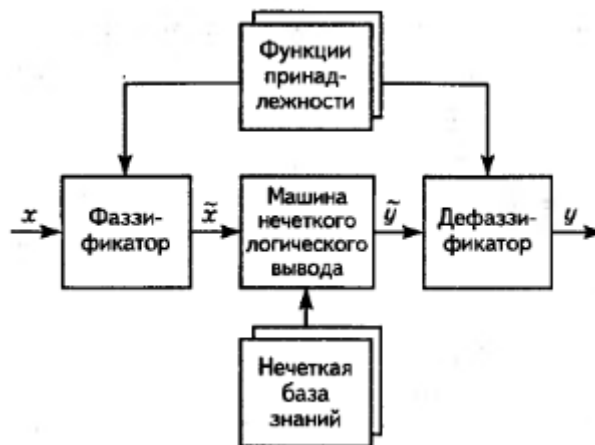 Функции
принад-
лежности
x
Фаззи-
фикатор
x̃
Машина
нечеткого
логического
вывода
ỹ
Дефаззи-
фикатор
y
Нечеткая
база
знаний